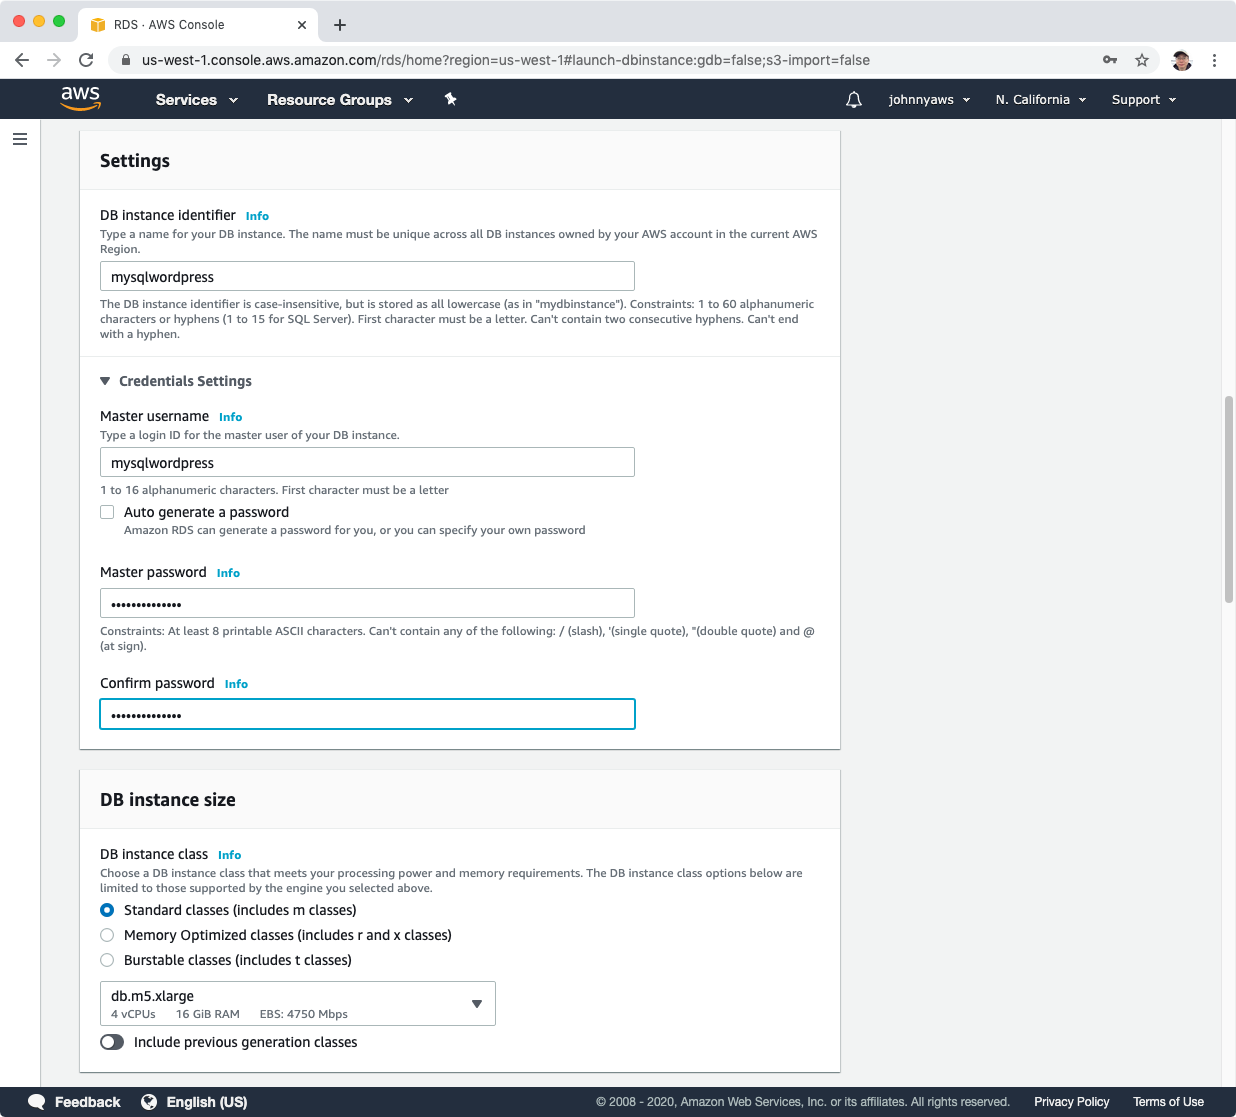 RDS · AWS Console
us-west-1.console.aws.amazon.com/rds/home?region=us-west-1#launch-dbinstance:gdb=false;s3-import=false
aws Services Resource Groups johnnyaws N. California Support
Settings
DB instance identifier Info
Type a name for your DB instance. The name must be unique across all DB instances owned by your AWS account in the current AWS
Region.
mysqlwordpress
The DB instance identifier is case-insensitive, but is stored as all lowercase (as in "mydbinstance"). Constraints: 1 to 60 alphanumeric
characters or hyphens (1 to 15 for SQL Server). First character must be a letter. Can't contain two consecutive hyphens. Can't end
with a hyphen.
Credentials Settings
Master username Info
Type a login ID for the master user of your DB instance.
mysqlwordpress
1 to 16 alphanumeric characters. First character must be a letter
Auto generate a password
Amazon RDS can generate a password for you, or you can specify your own password
Master password Info
••••••••••••••
Constraints: At least 8 printable ASCII characters. Can't contain any of the following: / (slash), '(single quote), "(double quote) and @
(at sign).
Confirm password Info
••••••••••••••
DB instance size
DB instance class Info
Choose a DB instance class that meets your processing power and memory requirements. The DB instance class options below are
limited to those supported by the engine you selected above.
Standard classes (includes m classes)
Memory Optimized classes (includes r and x classes)
Burstable classes (includes t classes)
db.m5.xlarge
4 vCPUs 16 GiB RAM EBS: 4750 Mbps
Include previous generation classes
Feedback English (US) © 2008 - 2020, Amazon Web Services, Inc. or its affiliates. All rights reserved. Privacy Policy Terms of Use